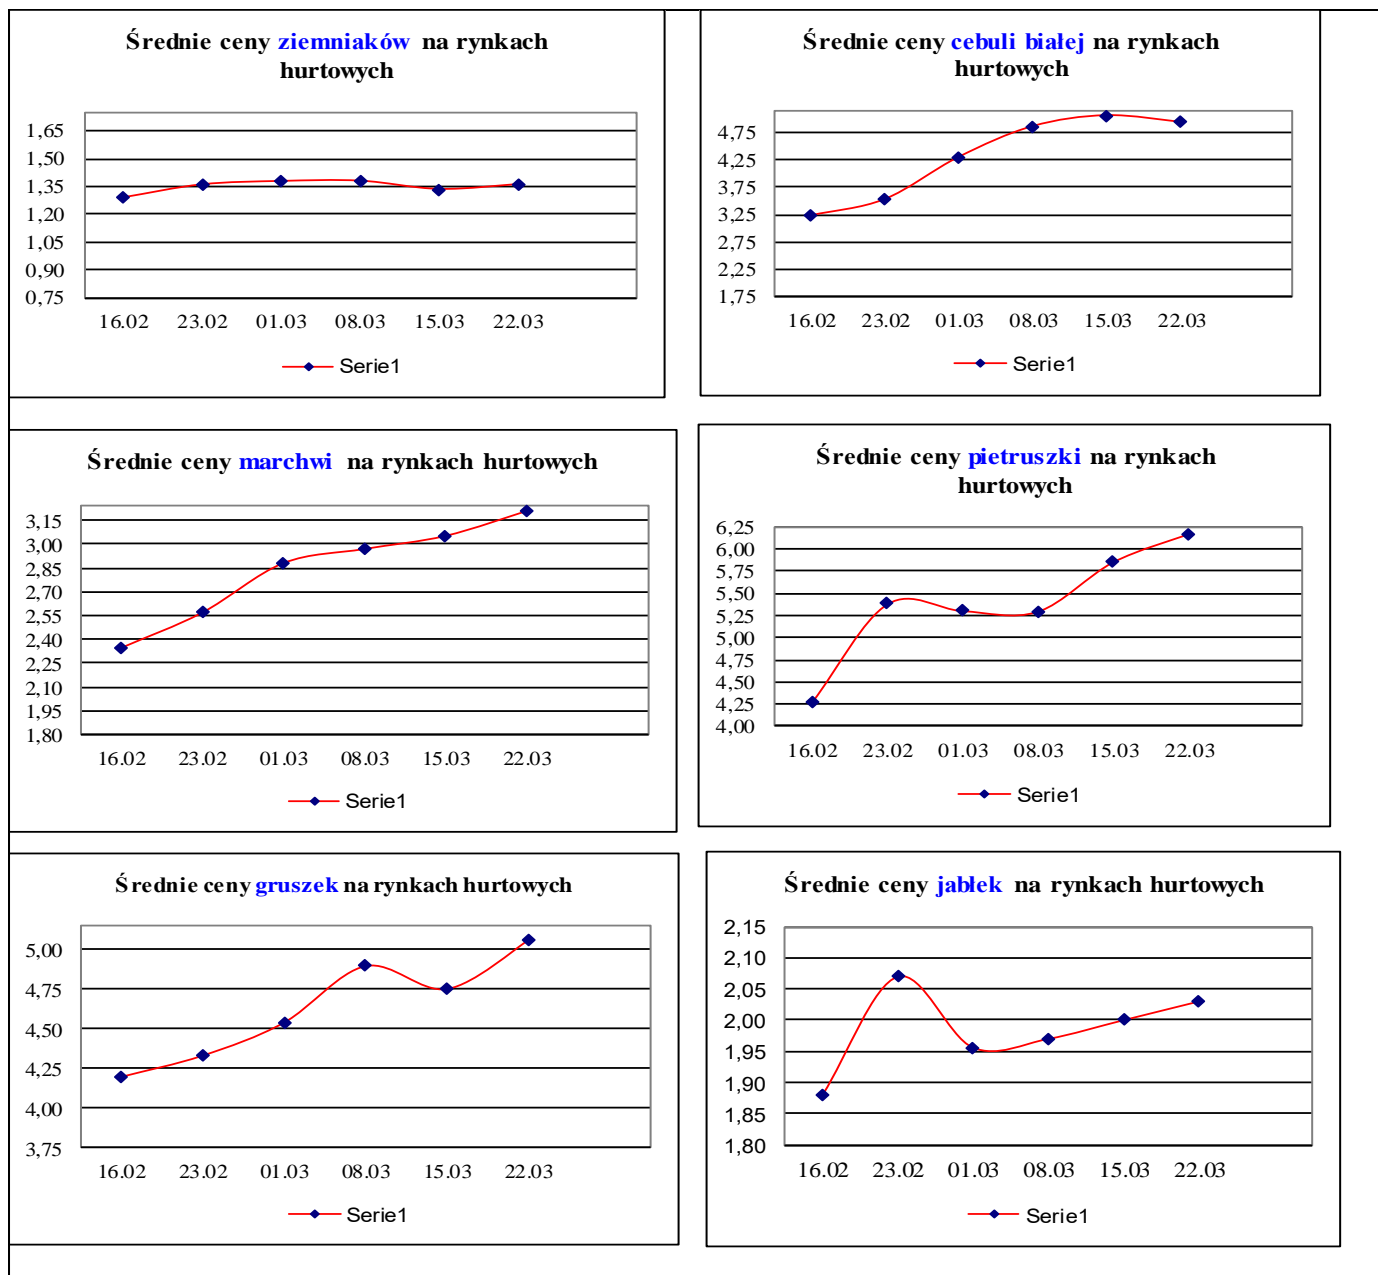 Średnie ceny ziemniaków na rynkach
hurtowych
1,65
1,50
1,35
1,20
1,05
0,90
0,75
16.02 23.02 01.03 08.03 15.03 22.03
Serie1
Średnie ceny cebuli białej na rynkach
hurtowych
4,75
4,25
3,75
3,25
2,75
2,25
1,75
16.02 23.02 01.03 08.03 15.03 22.03
Serie1
Średnie ceny marchwi na rynkach hurtowych
3,15
3,00
2,85
2,70
2,55
2,40
2,25
2,10
1,95
1,80
16.02 23.02 01.03 08.03 15.03 22.03
Serie1
Średnie ceny pietruszki na rynkach
hurtowych
6,25
6,00
5,75
5,50
5,25
5,00
4,75
4,50
4,25
4,00
16.02 23.02 01.03 08.03 15.03 22.03
Serie1
Średnie ceny gruszek na rynkach hurtowych
5,00
4,75
4,50
4,25
4,00
3,75
16.02 23.02 01.03 08.03 15.03 22.03
Serie1
Średnie ceny jabłek na rynkach hurtowych
2,15
2,10
2,05
2,00
1,95
1,90
1,85
1,80
16.02 23.02 01.03 08.03 15.03 22.03
Serie1